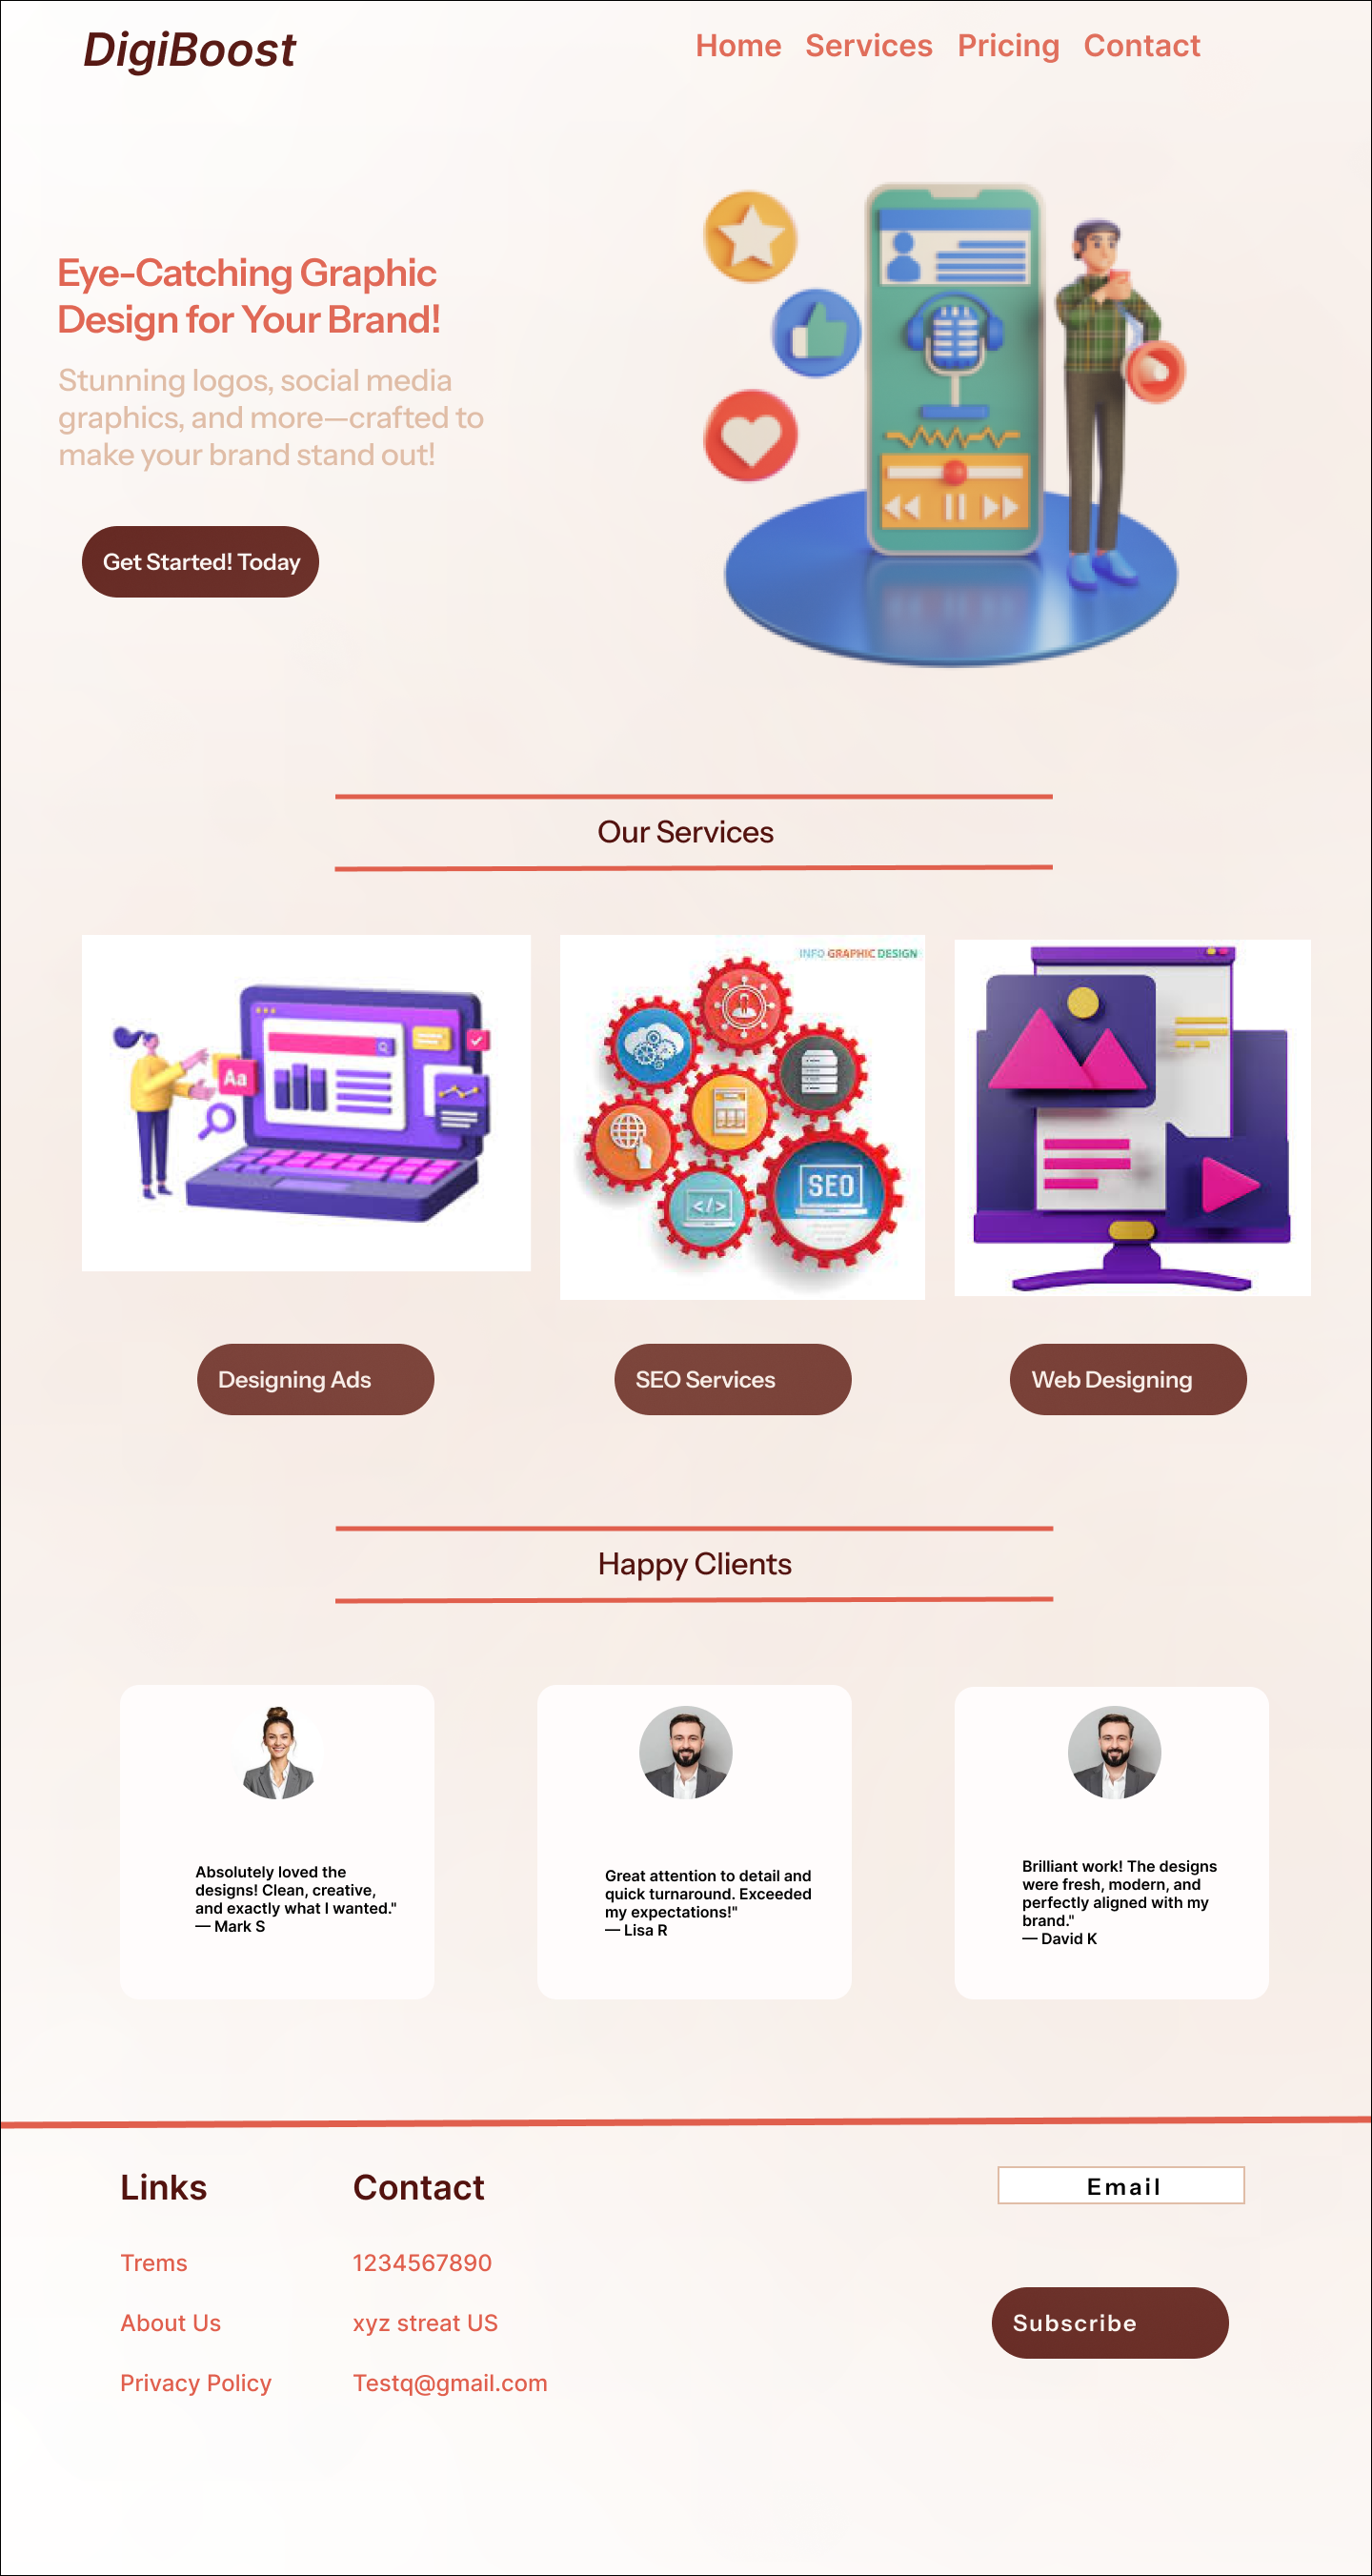 DigiBoost
Home Services Pricing Contact
Eye-Catching Graphic
Design for Your Brand!
Stunning logos, social media
graphics, and more—crafted to
make your brand stand out!
Get Started! Today
Our Services
Aa
INFO GRAPHIC DESIGN
</>
SEO
Designing Ads
SEO Services
Web Designing
Happy Clients
Absolutely loved the
designs! Clean, creative,
and exactly what I wanted."
— Mark S
Great attention to detail and
quick turnaround. Exceeded
my expectations!"
— Lisa R
Brilliant work! The designs
were fresh, modern, and
perfectly aligned with my
brand."
— David K
Links
Trems
About Us
Privacy Policy
Contact
1234567890
xyz streat US
Testq@gmail.com
Email
Subscribe